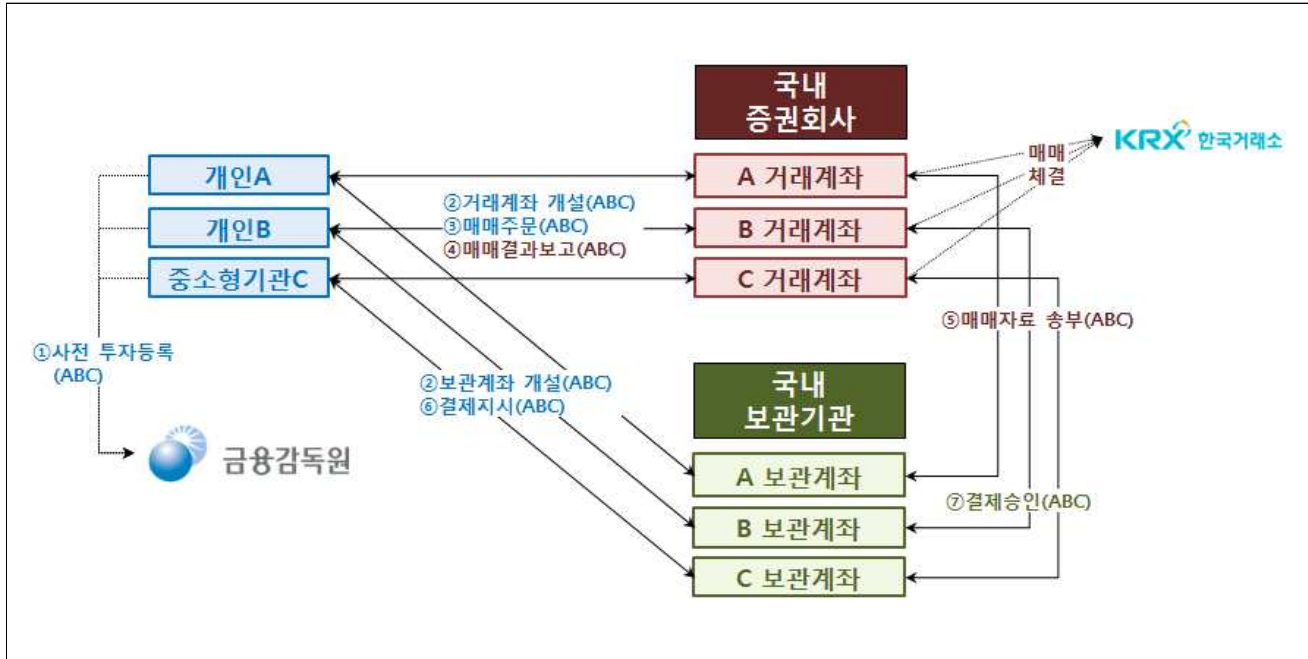 국내
증권회사
KRX 한국거래소
매매
체결
개인A
A 거래계좌
②거래계좌 개설(ABC)
개인B
③매매주문(ABC)
B 거래계좌
④매매결과보고(ABC)
중소형기관C
C 거래계좌
⑤매매자료 송부(ABC)
①사전 투자등록
(ABC)
②보관계좌 개설(ABC)
⑥결제지시(ABC)
국내
보관기관
금융감독원
A 보관계좌
⑦결제승인(ABC)
B 보관계좌
C 보관계좌